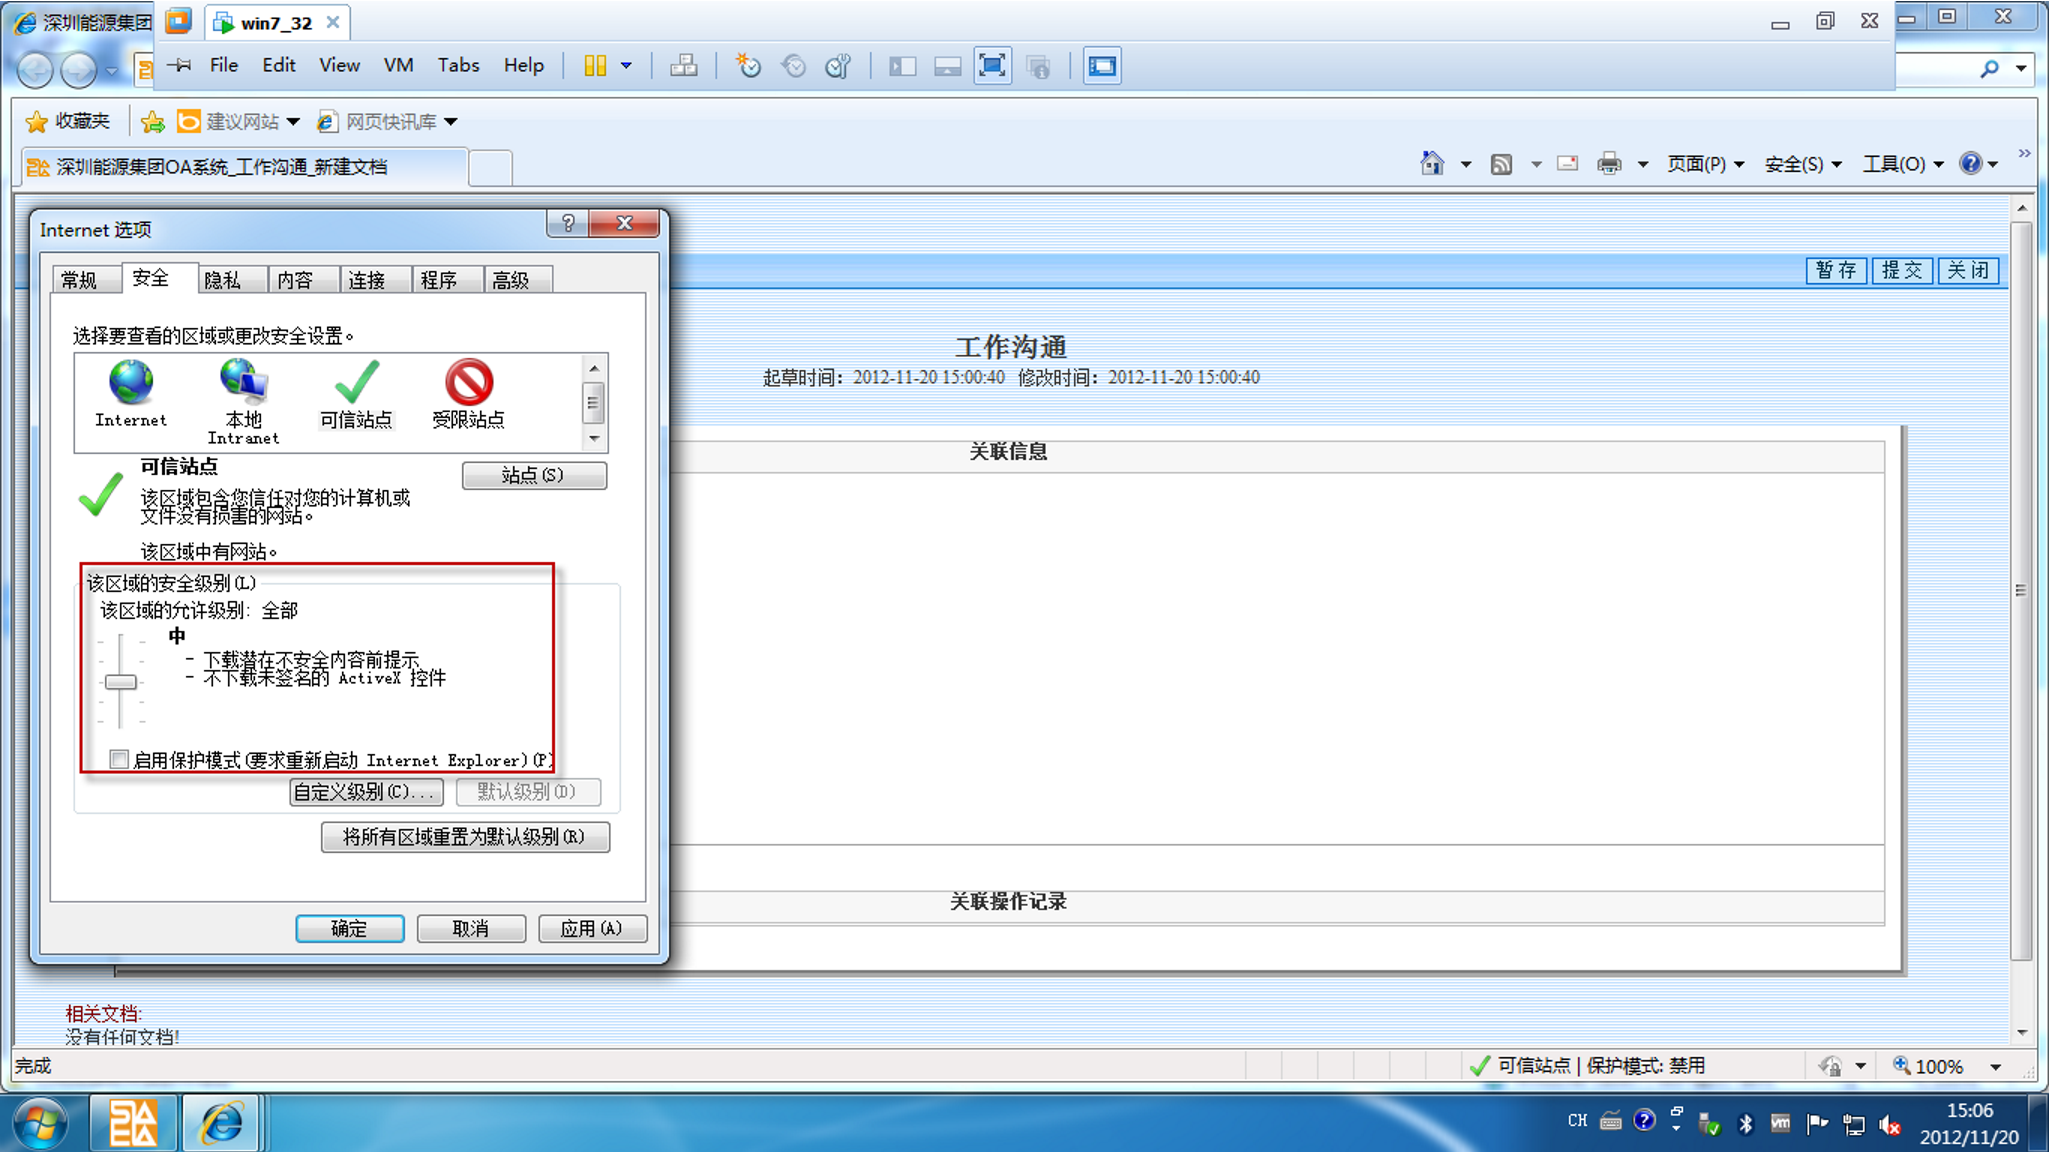 深圳能源集团
win7_32
File Edit View VM Tabs Help
收藏夹 建议网站 网页快讯库
深圳能源集团OA系统_工作沟通_新建文档
页面(P) 安全(S) 工具(O)
Internet 选项
常规 安全 隐私 内容 连接 程序 高级
选择要查看的区域或更改安全设置。
Internet
本地
Intranet
可信站点
受限站点
可信站点
站点(S)
该区域包含您信任对您的计算机或
文件没有损害的网站。
该区域中有网站。
该区域的安全级别(L)
该区域的允许级别: 全部
中
- 下载潜在不安全内容前提示
- 不下载未签名的 ActiveX 控件
启用保护模式(要求重新启动 Internet Explorer)(P)
自定义级别(C)... 默认级别(D)
将所有区域重置为默认级别(R)
确定 取消 应用(A)
暂存 提交 关闭
工作沟通
起草时间：2012-11-20 15:00:40 修改时间：2012-11-20 15:00:40
关联信息
关联操作记录
相关文档:
没有任何文档!
完成
可信站点 | 保护模式: 禁用
100%
CH
vm
15:06
2012/11/20